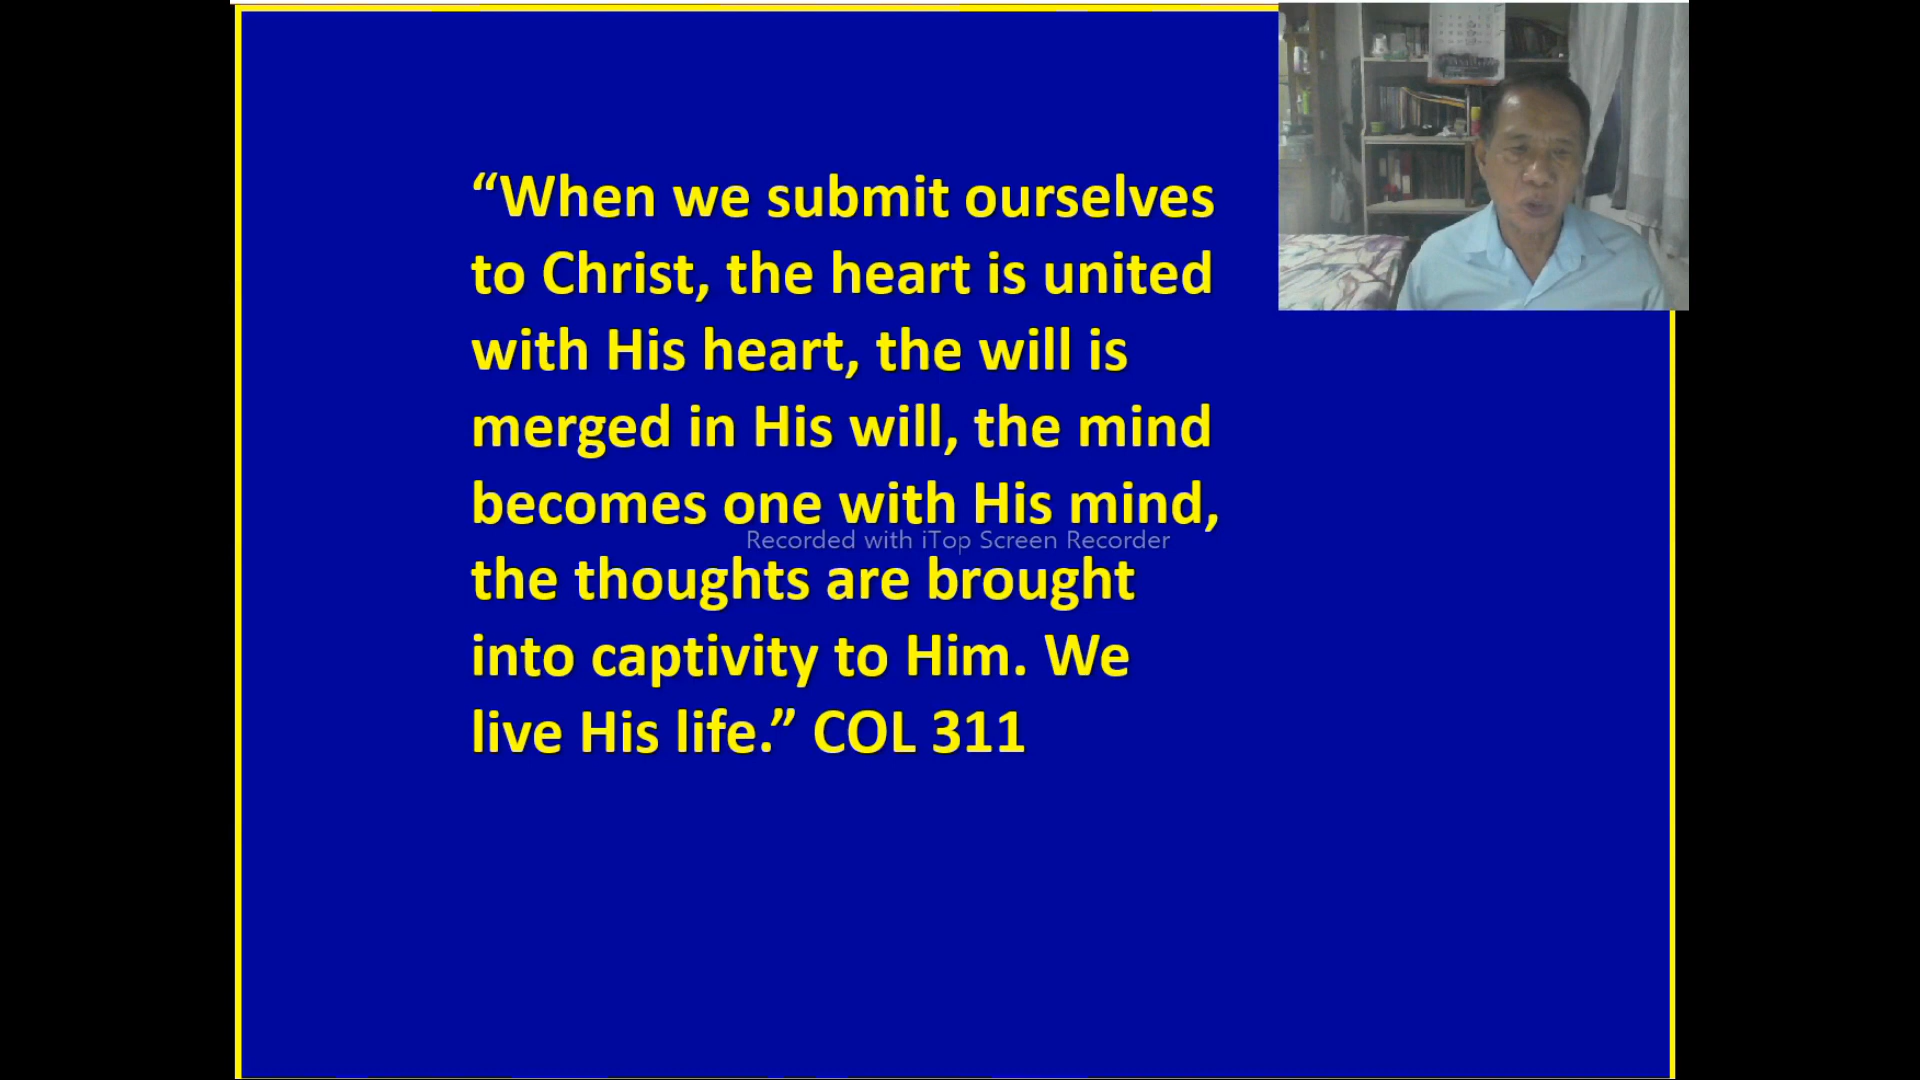 “When we submit ourselves
to Christ, the heart is united
with His heart, the will is
merged in His will, the mind
becomes one with His mind,
Recorded with iTop Screen Recorder
the thoughts are brought
into captivity to Him. We
live His life.” COL 311